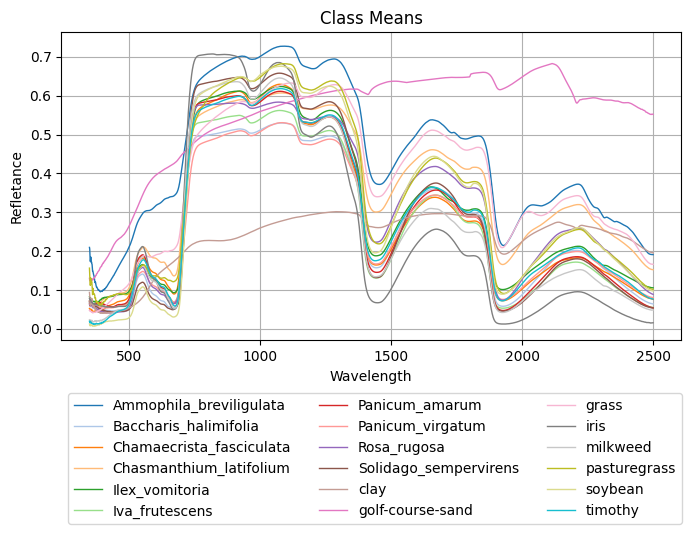 Class Means
0.7
0.6
0.5
0.4
0.3
0.2
0.1
0.0
Refletance
500 1000 1500 2000 2500
Wavelength
Ammophila_breviligulata Panicum_amarum grass
Baccharis_halimifolia Panicum_virgatum iris
Chamaecrista_fasciculata Rosa_rugosa milkweed
Chasmanthium_latifolium Solidago_sempervirens pasturegrass
Ilex_vomitoria clay soybean
Iva_frutescens golf-course-sand timothy